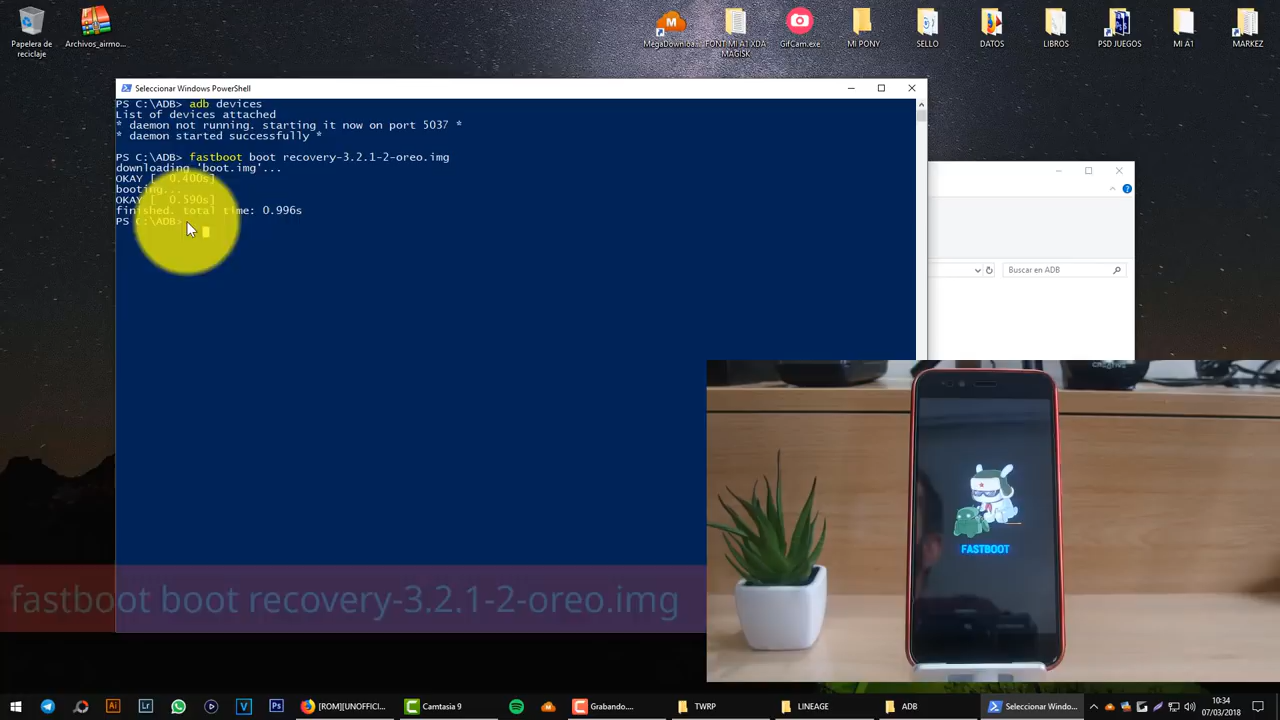 Papelera de
reciclaje
Archivos_airmo...
MegaDownloa...
FONT MI A1 XDA
MAGISK
GifCam.exe
MI PONY
SELLO
DATOS
LIBROS
PSD JUEGOS
MI A1
MARKEZ
Seleccionar Windows PowerShell
PS C:\ADB> adb devices
List of devices attached
* daemon not running. starting it now on port 5037 *
* daemon started successfully *
PS C:\ADB> fastboot boot recovery-3.2.1-2-oreo.img
downloading 'boot.img'...
OKAY [ 0.400s]
booting...
OKAY [ 0.590s]
finished. total time: 0.996s
PS C:\ADB>
Buscar en ADB
FASTBOOT
fastboot boot recovery-3.2.1-2-oreo.img
[ROM][UNOFFICI...
Camtasia 9
Grabando....
TWRP
LINEAGE
ADB
Seleccionar Windo...
10:34
07/03/2018